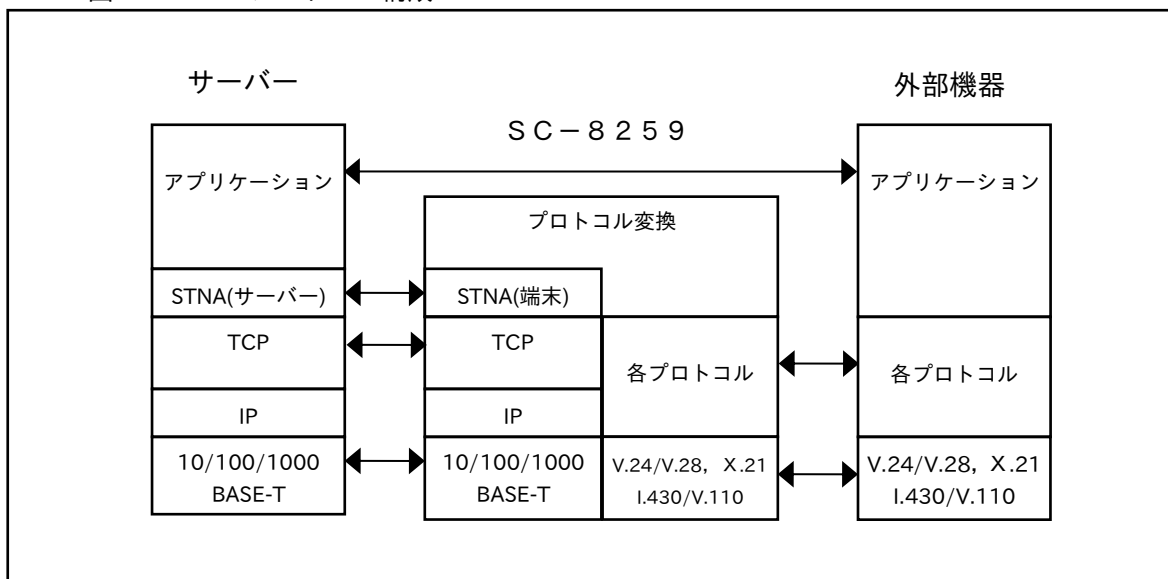 サーバー
外部機器
ＳＣ－８２５９
アプリケーション
アプリケーション
プロトコル変換
STNA(サーバー)
STNA(端末)
TCP
TCP
各プロトコル
各プロトコル
IP
IP
10/100/1000
BASE-T
10/100/1000
BASE-T
V.24/V.28，Ｘ.21
I.430/V.110
V.24/V.28，Ｘ.21
I.430/V.110